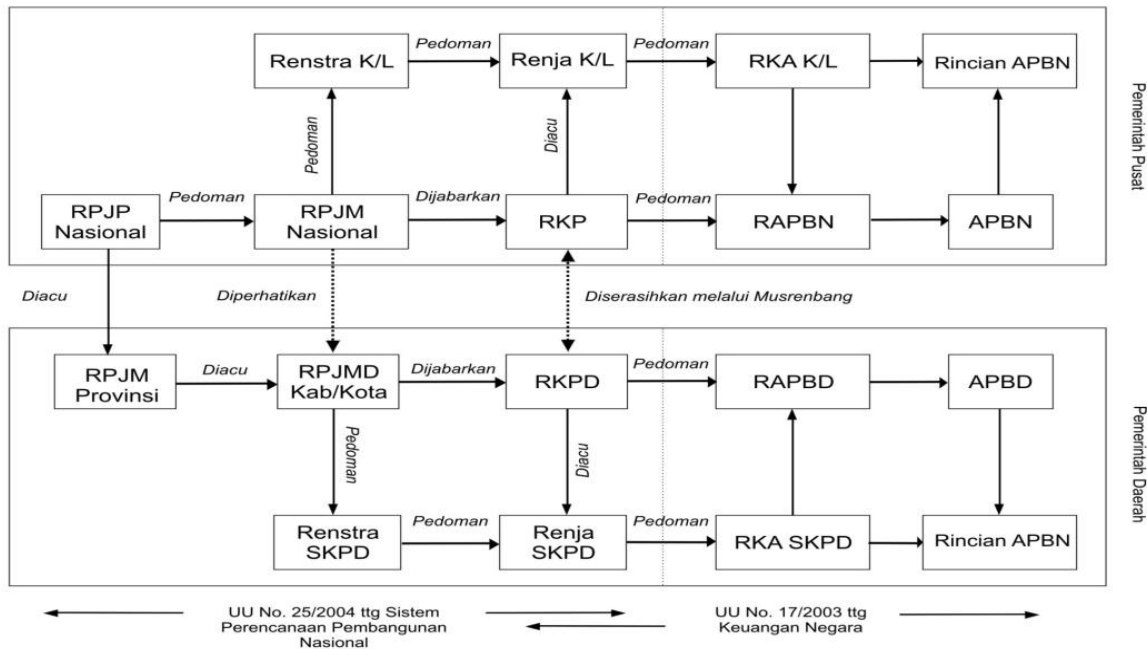 Pedoman
Pedoman
Renstra K/L
Renja K/L
RKA K/L
Rincian APBN
Pedoman
Diacu
Pemerintah Pusat
Pedoman
Dijabarkan
Pedoman
RPJP
Nasional
RPJM
Nasional
RKP
RAPBN
APBN
Diacu
Diperhatikan
Diserasihkan melalui Musrenbang
RPJM
Provinsi
Diacu
RPJMD
Kab/Kota
Dijabarkan
RKPD
Pedoman
RAPBD
APBD
Pedoman
Diacu
Pemerintah Daerah
Renstra
SKPD
Pedoman
Renja
SKPD
Pedoman
RKA SKPD
Rincian APBN
UU No. 25/2004 ttg Sistem
Perencanaan Pembangunan
Nasional
UU No. 17/2003 ttg
Keuangan Negara